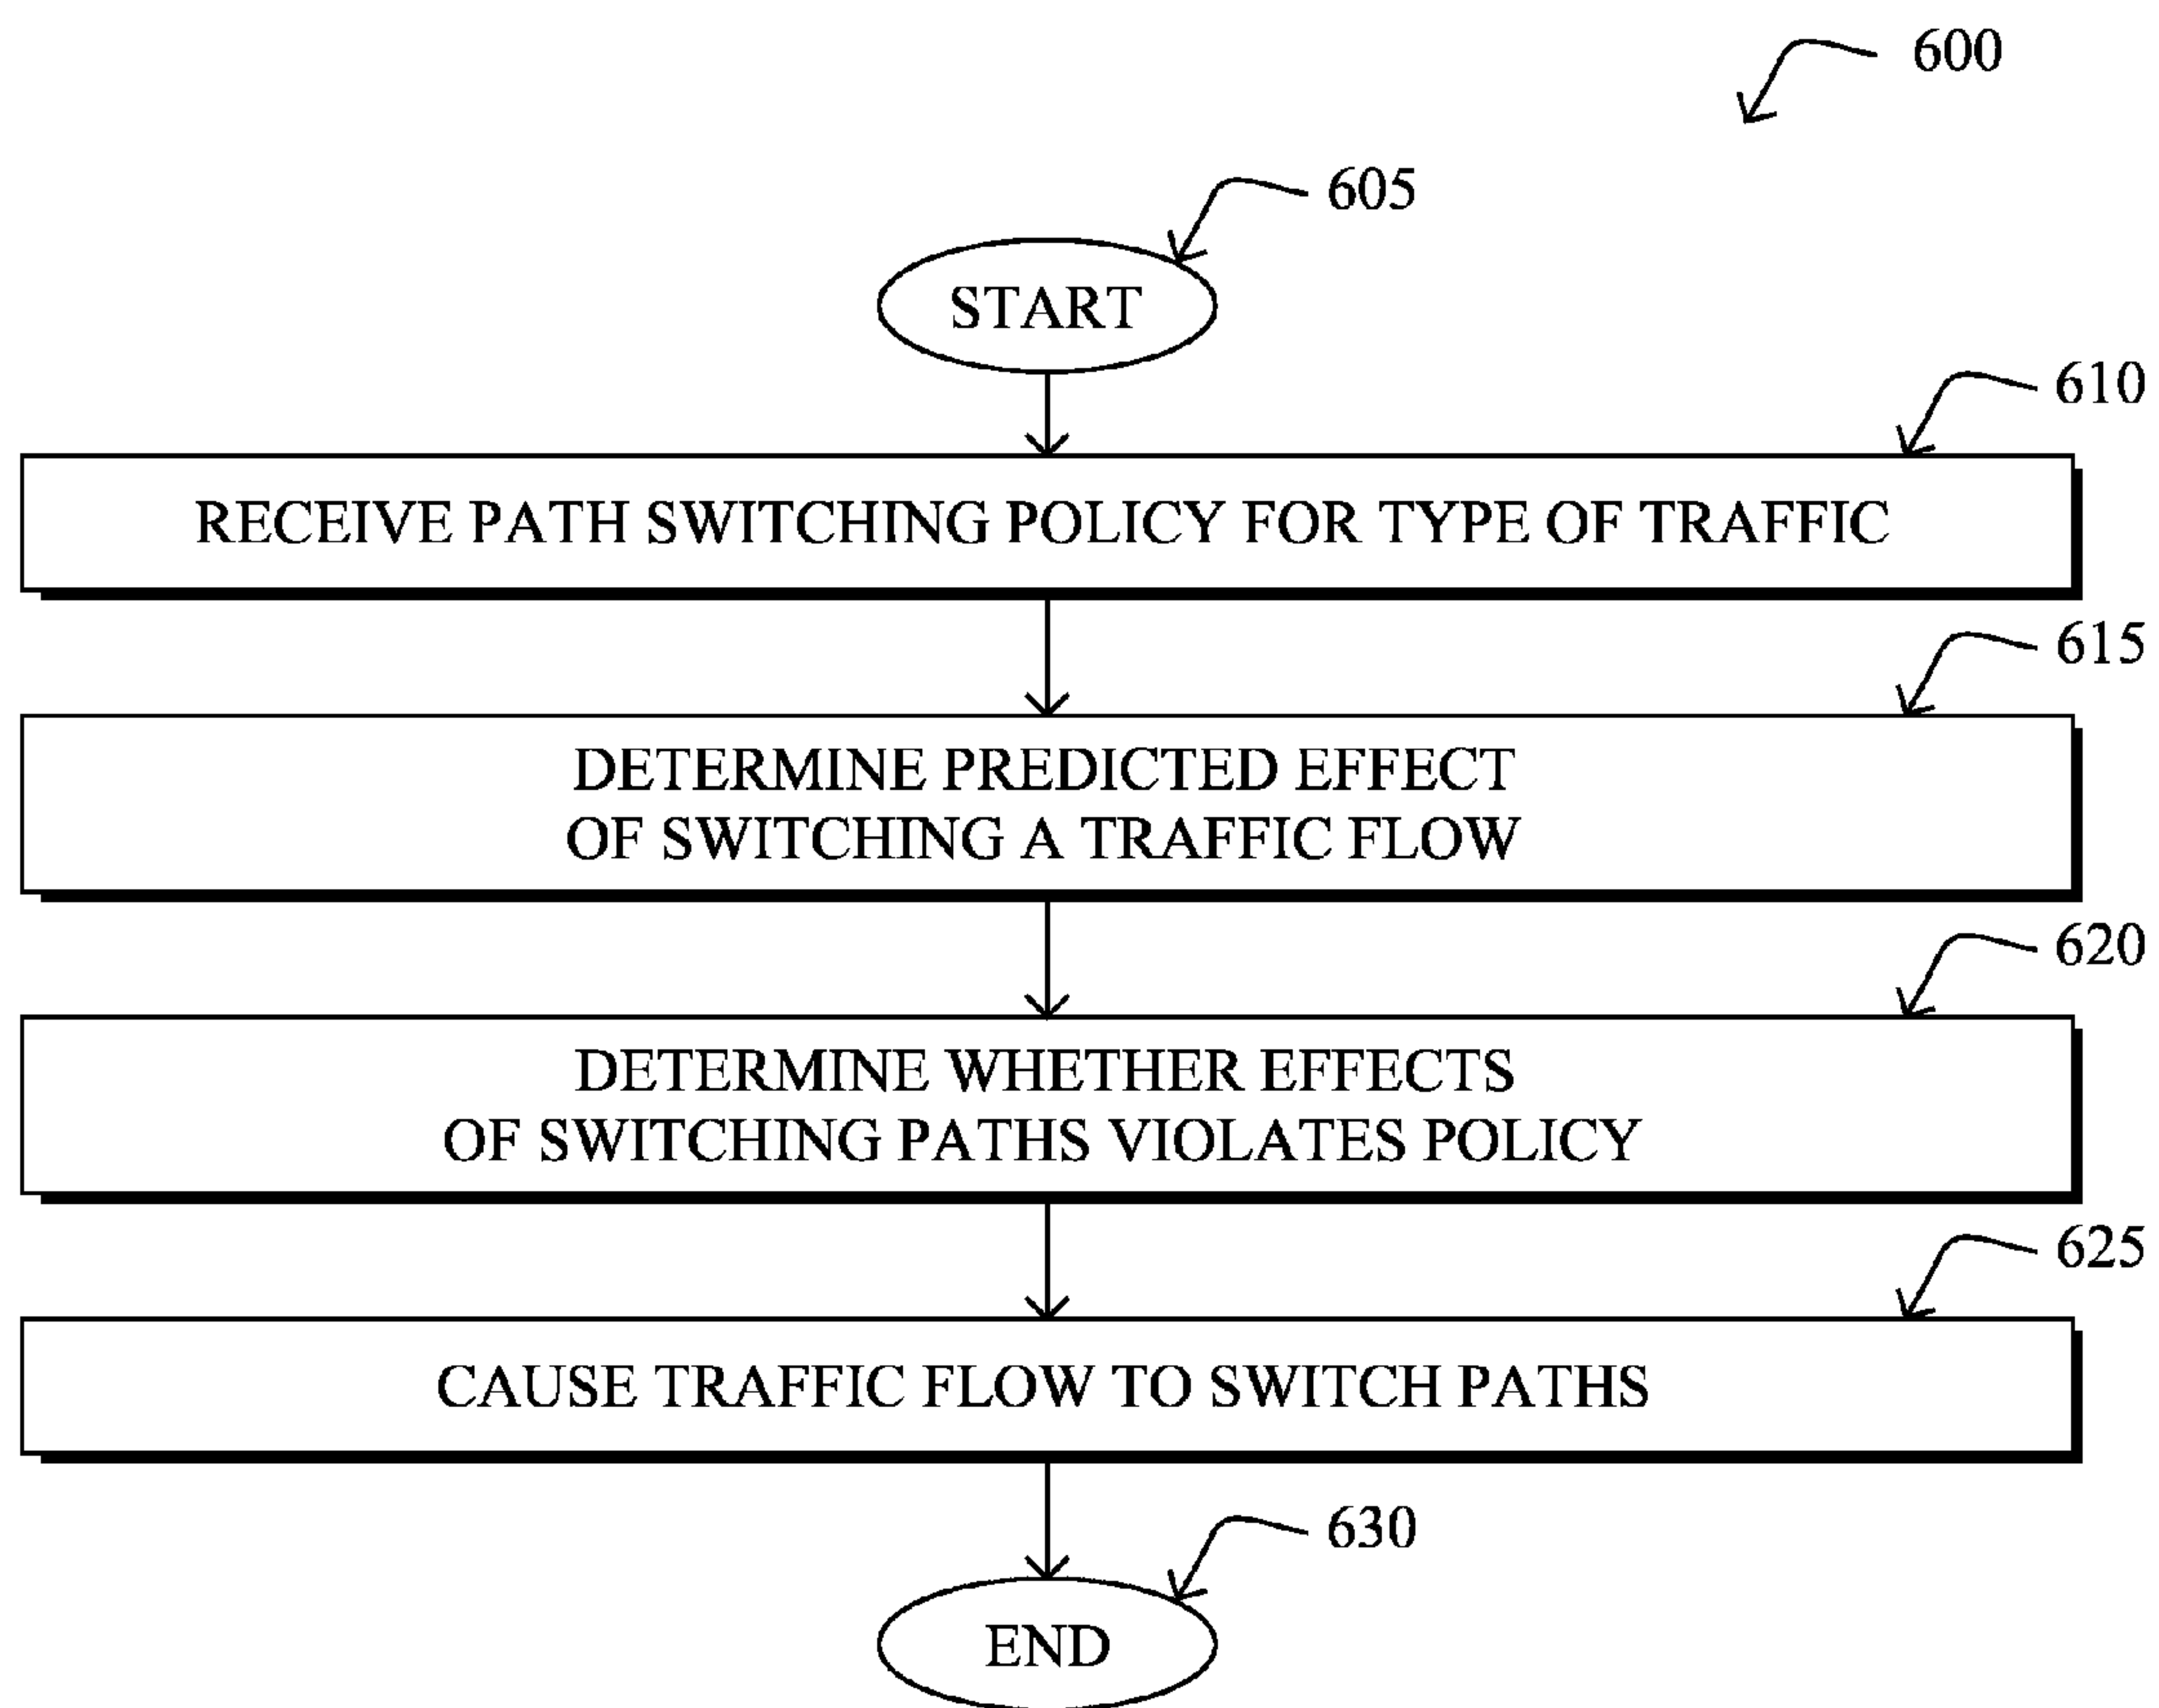 600
605
START
610
RECEIVE PATH SWITCHING POLICY FOR TYPE OF TRAFFIC
615
DETERMINE PREDICTED EFFECT
OF SWITCHING A TRAFFIC FLOW
620
DETERMINE WHETHER EFFECTS
OF SWITCHING PATHS VIOLATES POLICY
625
CAUSE TRAFFIC FLOW TO SWITCH PATHS
630
END